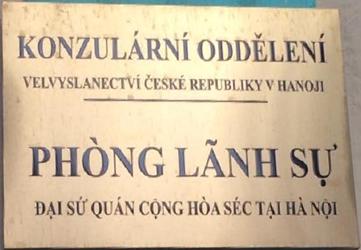 KONZULÁRNÍ ODDĚLENÍ
VELVYSLANECTVÍ ČESKÉ REPUBLIKY V HANOJI
PHÒNG LÃNH SỰ
ĐẠI SỨ QUÁN CỘNG HÒA SÉC TẠI HÀ NỘI